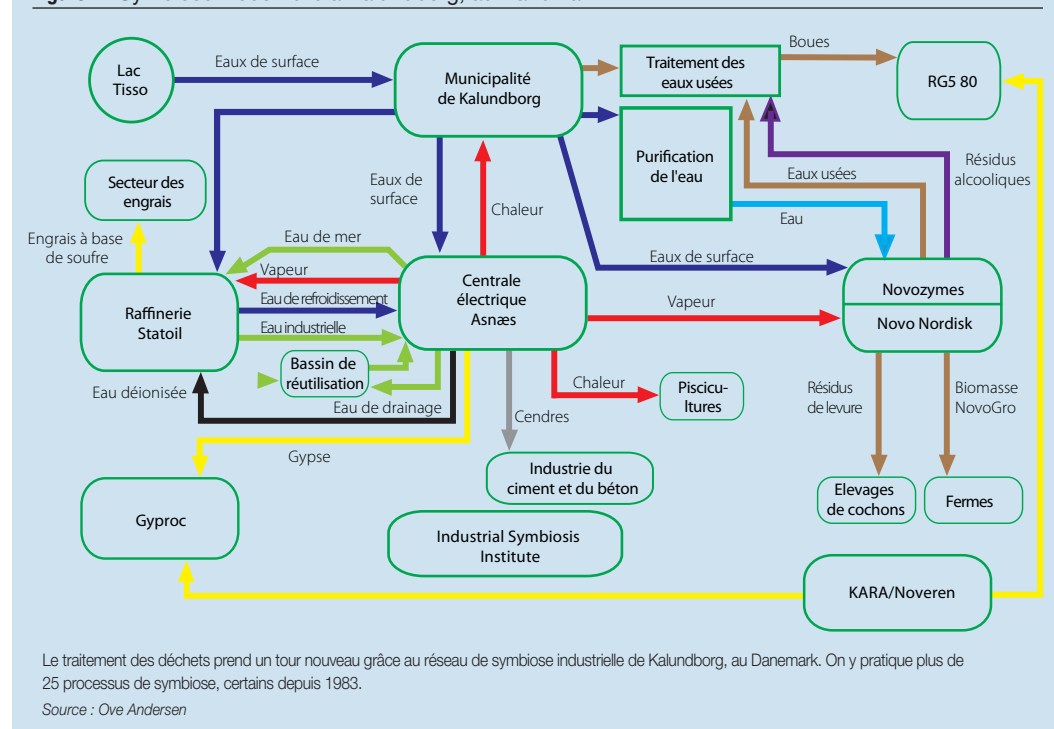 Eaux de surface
Boues
Lac
Tisso
Municipalité
de Kalundborg
Traitement des
eaux usées
RG5 80
Purification
de l'eau
Résidus
alcooliques
Eaux usées
Eau
Secteur des
engrais
Eaux de
surface
Chaleur
Engrais à base
de soufre
Eau de mer
Eaux de surface
Vapeur
Raffinerie
Statoil
Eau de refroidissement
Eau industrielle
Centrale
électrique
Asnæs
Vapeur
Novozymes
Novo Nordisk
Bassin de
réutilisation
Eau déionisée
Eau de drainage
Chaleur
Piscicu-
ltures
Résidus
de levure
Biomasse
NovoGro
Cendres
Gypse
Industrie du
ciment et du béton
Elevages
de cochons
Fermes
Gyproc
Industrial Symbiosis
Institute
KARA/Noveren
Le traitement des déchets prend un tour nouveau grâce au réseau de symbiose industrielle de Kalundborg, au Danemark. On y pratique plus de
25 processus de symbiose, certains depuis 1983.
Source : Ove Andersen